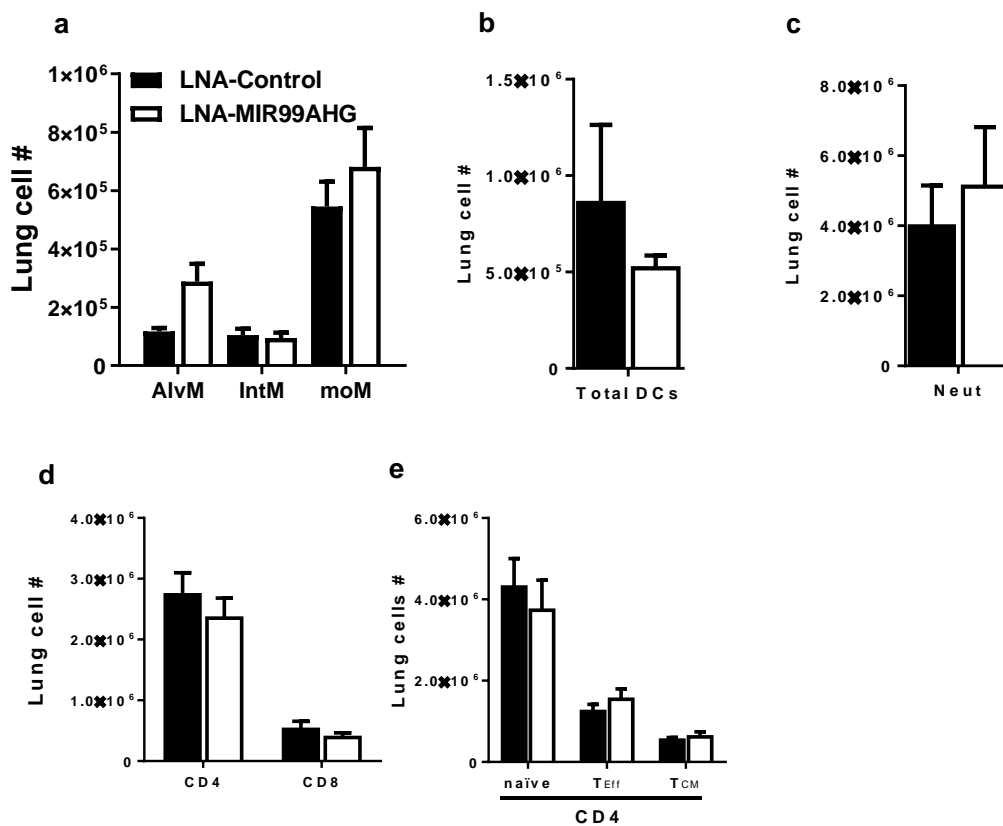 a
1×10⁶
8×10⁵
6×10⁵
4×10⁵
2×10⁵
0
Lung cell #
LNA-Control
LNA-MIR99AHG
AlvM IntM moM
b
1.5✖10⁶
1.0✖10⁶
5.0✖10⁵
0
Lung cell #
Total DCs
c
8.0✖10⁶
6.0✖10⁶
4.0✖10⁶
2.0✖10⁶
0
Lung cell #
Neut
d
4.0✖10⁶
3.0✖10⁶
2.0✖10⁶
1.0✖10⁶
0
Lung cell #
CD4 CD8
e
6.0✖10⁶
4.0✖10⁶
2.0✖10⁶
0
Lung cells #
naïve TEff TCM
CD4